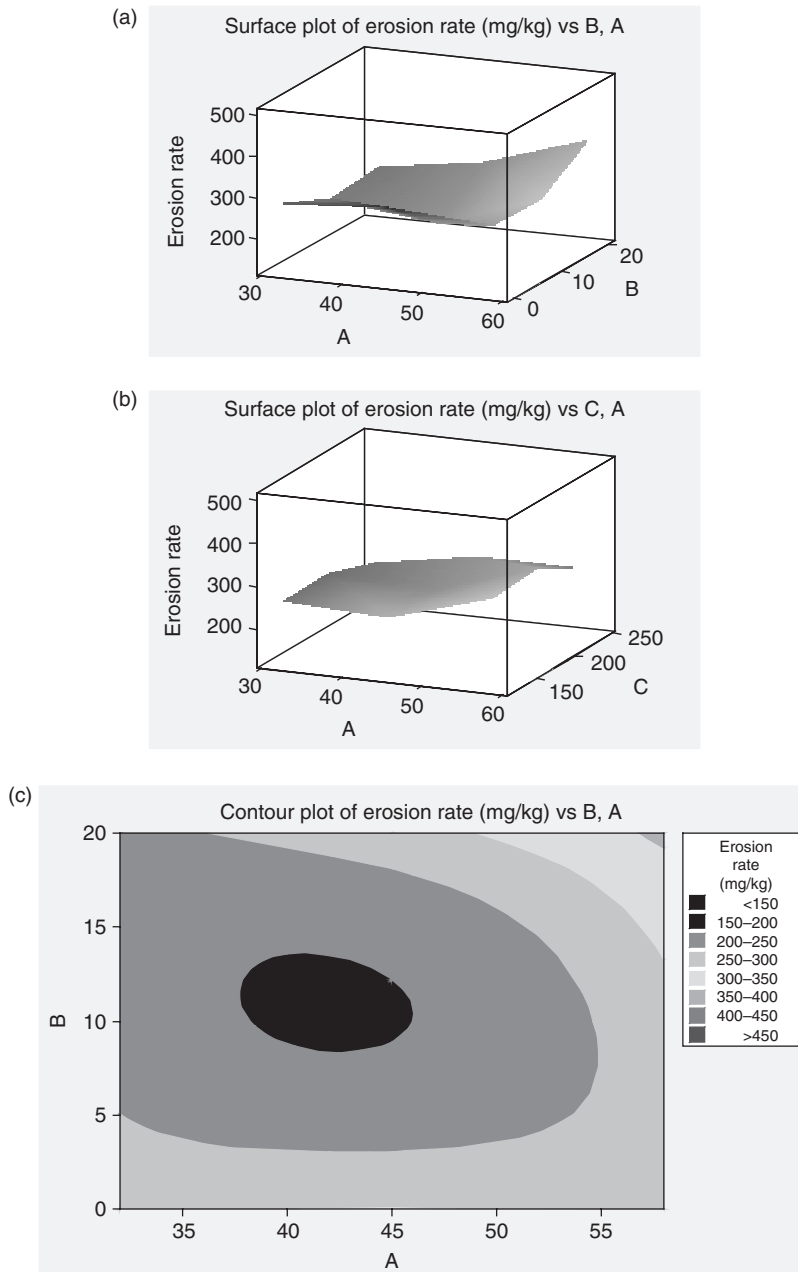 (a)
Surface plot of erosion rate (mg/kg) vs B, A
500
400
300
200
Erosion rate
30
40
50
60
A
0
10
20
B
(b)
Surface plot of erosion rate (mg/kg) vs C, A
500
400
300
200
Erosion rate
30
40
50
60
A
150
200
250
C
(c)
Contour plot of erosion rate (mg/kg) vs B, A
20
15
10
5
0
B
35
40
45
50
55
A
Erosion
rate
(mg/kg)
<150
150–200
200–250
250–300
300–350
350–400
400–450
>450